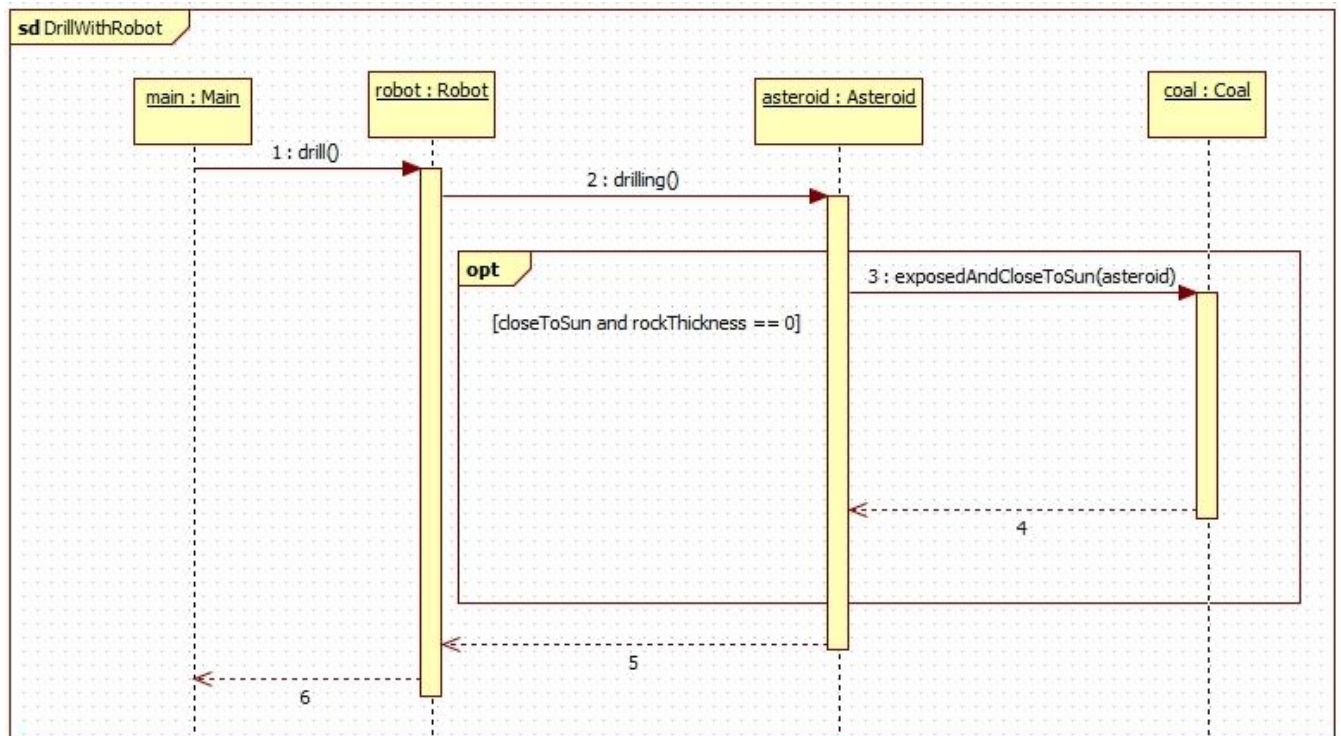 sd DrillWithRobot
main : Main
robot : Robot
asteroid : Asteroid
coal : Coal
1 : drill()
2 : drilling()
opt
3 : exposedAndCloseToSun(asteroid)
[closeToSun and rockThickness == 0]
4
5
6